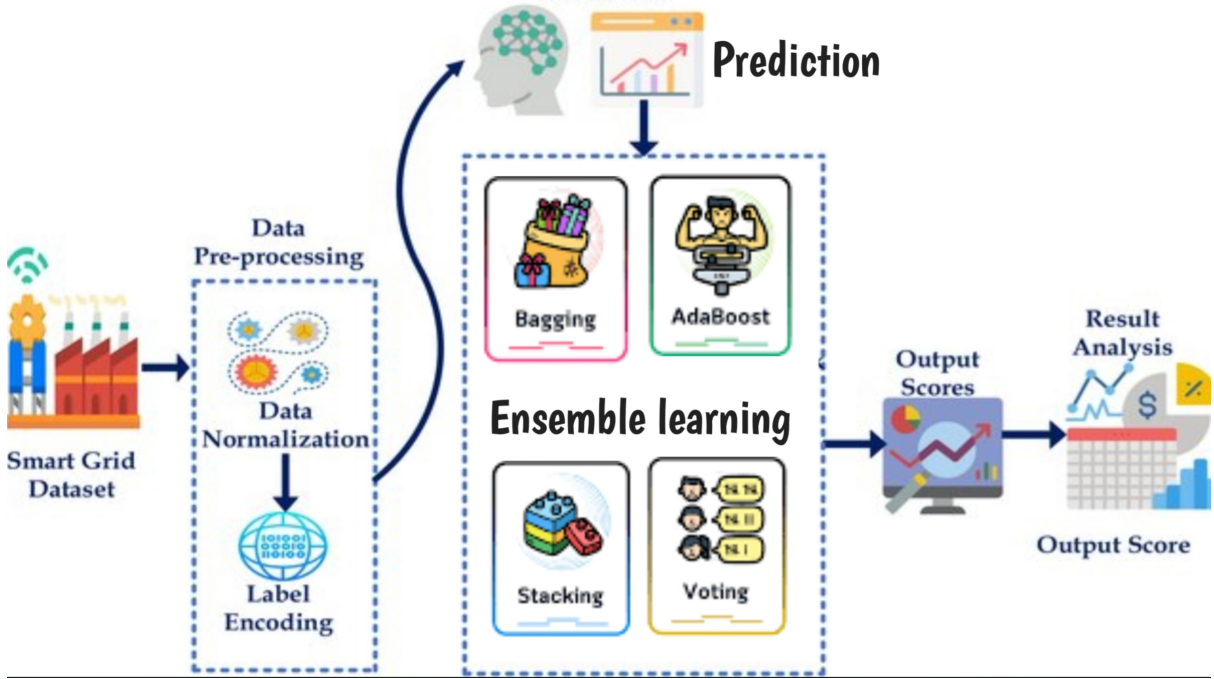 Prediction
Data
Pre-processing
Bagging
AdaBoost
Result
Analysis
Output
Scores
Data
Normalization
Ensemble learning
Smart Grid
Dataset
Output Score
Label
Encoding
Stacking
Voting